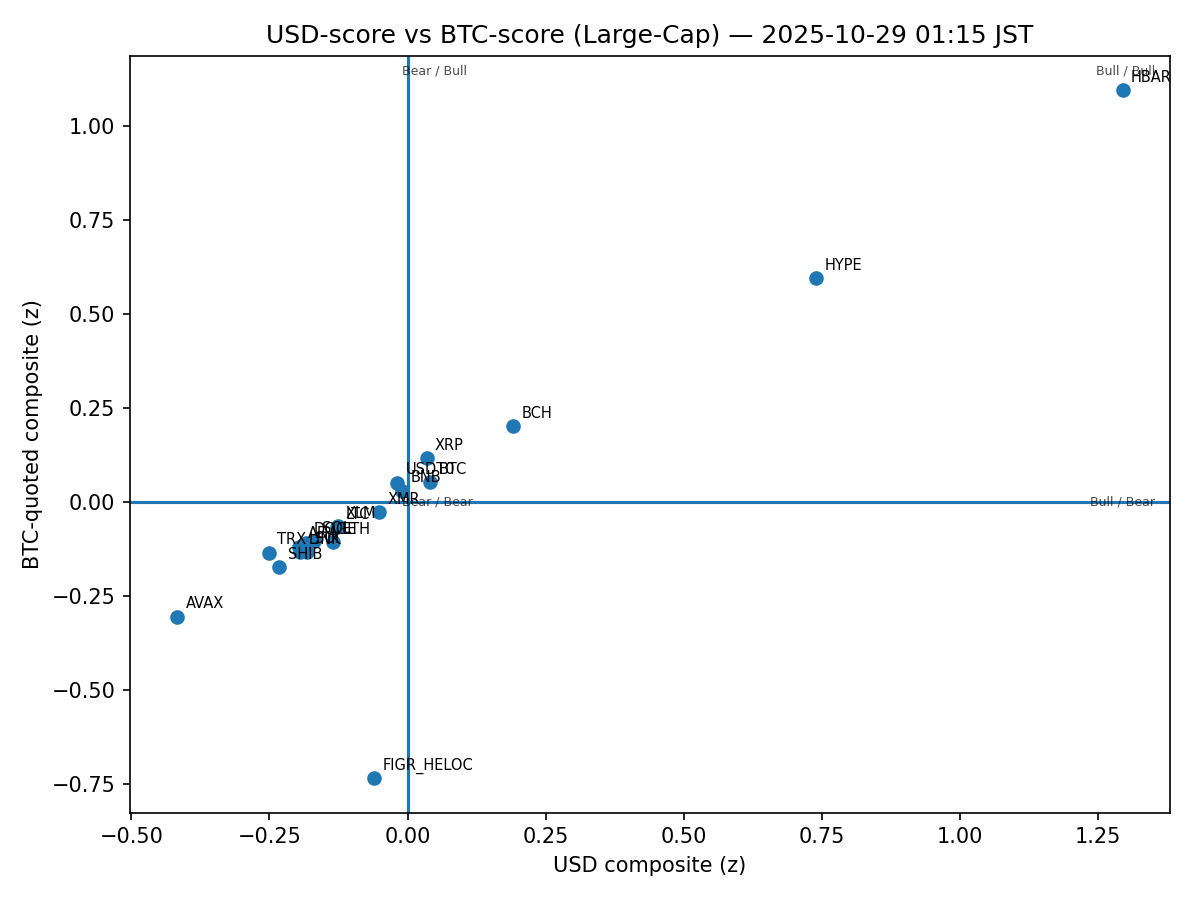 USD-score vs BTC-score (Large-Cap) — 2025-10-29 01:15 JST
Bear / Bull
Bull / Bull
HBAR
1.00
0.75
HYPE
0.50
0.25
BCH
XRP
BTC
BNB
XMR
0.00
Bear / Bear
Bull / Bear
XLM
ETH
TRX
SHIB
−0.25
AVAX
−0.50
FIGR_HELOC
−0.75
−0.50
−0.25
0.00
0.25
0.50
0.75
1.00
1.25
USD composite (z)
BTC-quoted composite (z)